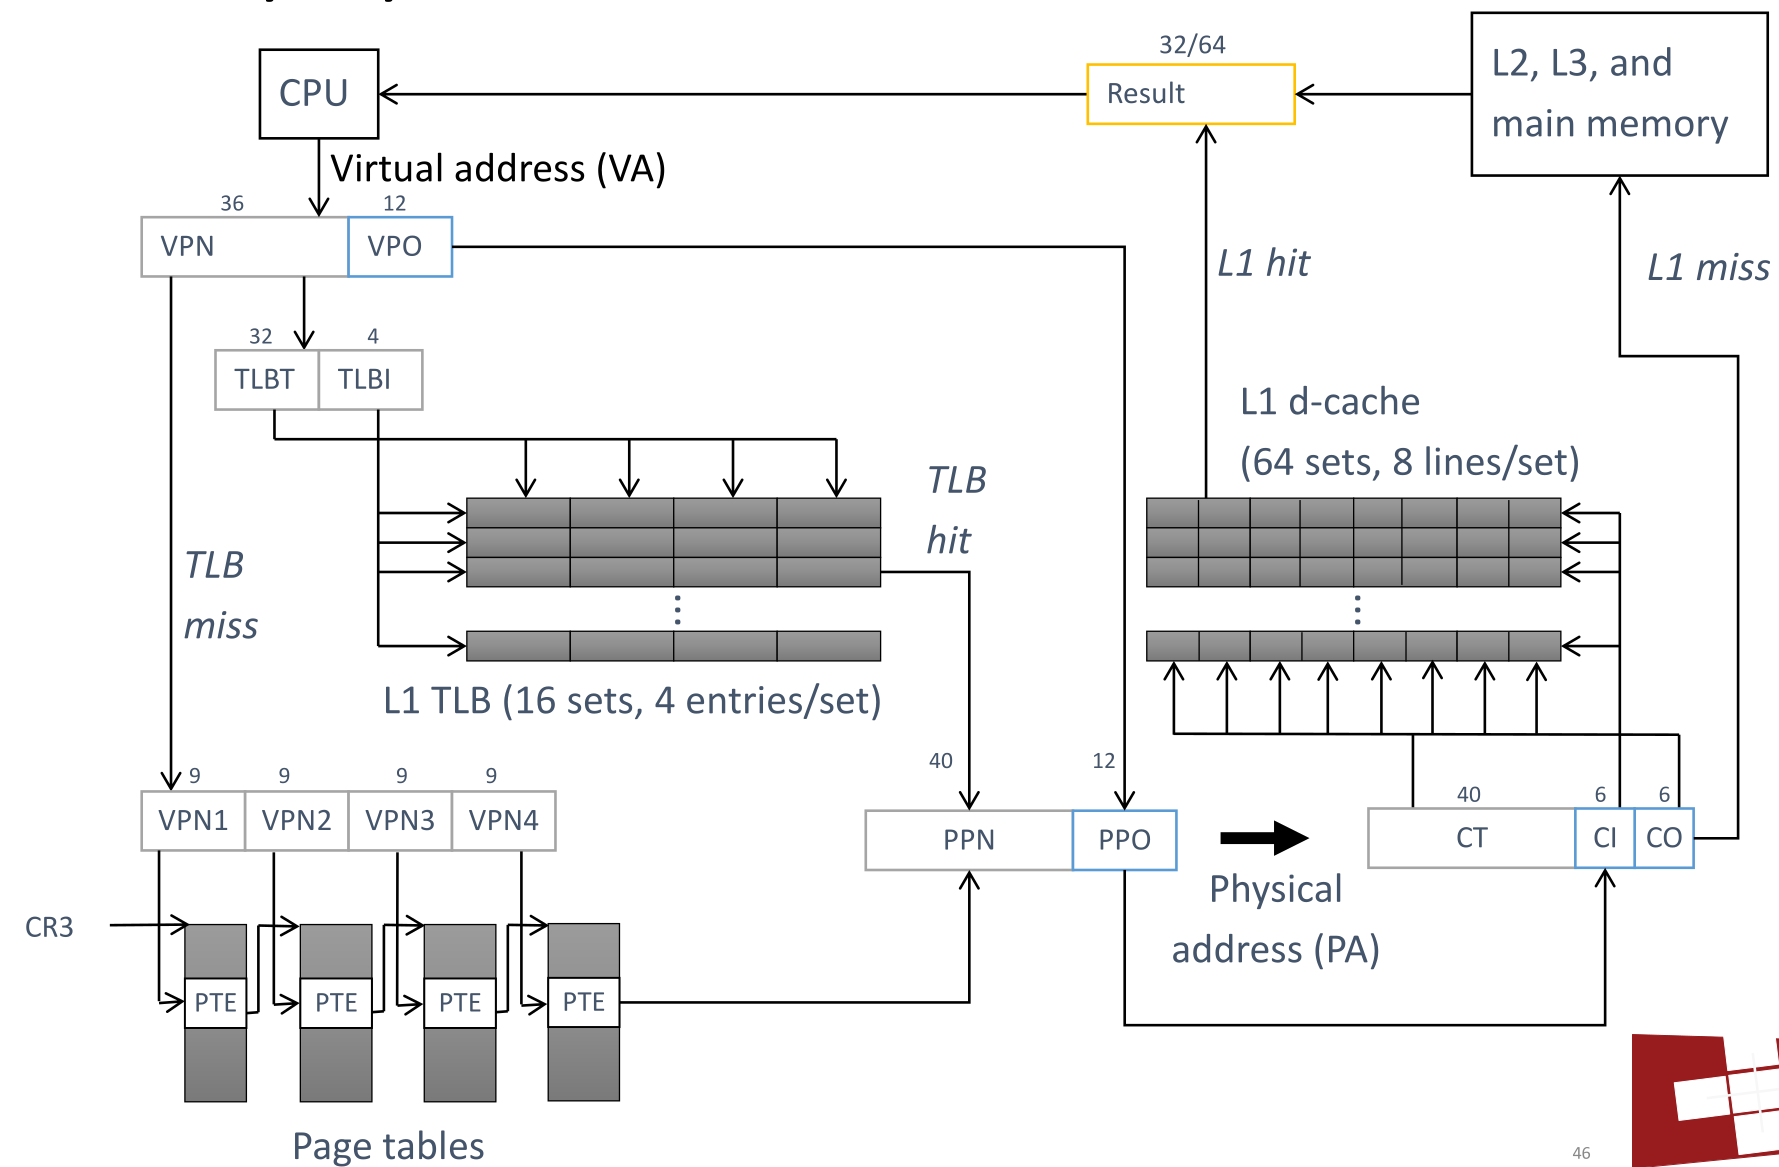 32/64
CPU
Result
L2, L3, and
main memory
Virtual address (VA)
36
12
VPN
VPO
L1 hit
L1 miss
32
4
TLBT
TLBI
L1 d-cache
(64 sets, 8 lines/set)
TLB
hit
TLB
miss
L1 TLB (16 sets, 4 entries/set)
40
12
9
9
9
9
40
6
6
VPN1
VPN2
VPN3
VPN4
PPN
PPO
CT
CI
CO
Physical
address (PA)
CR3
PTE
PTE
PTE
PTE
Page tables
46